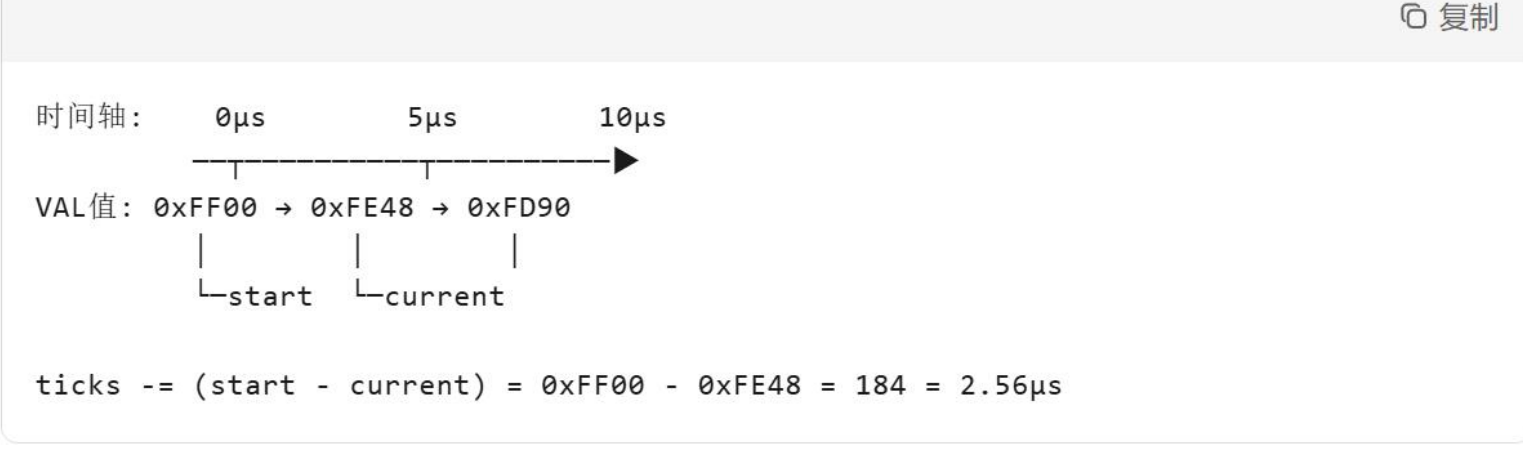 复制
时间轴: 0μs 5μs 10μs
VAL值: 0xFF00 → 0xFE48 → 0xFD90
└─start └─current
ticks -= (start - current) = 0xFF00 - 0xFE48 = 184 = 2.56μs